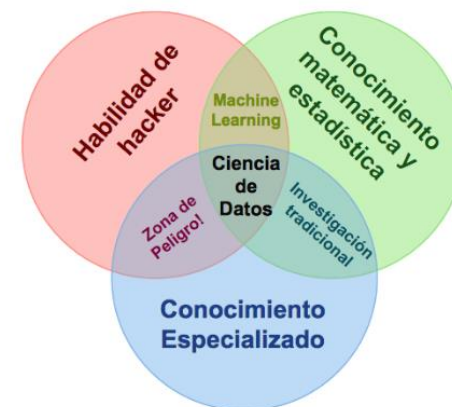 Habilidad de
hacker
Conocimiento
matemática y
estadística
Machine
Learning
Ciencia
de
Datos
Zona de
Peligro!
Investigación
tradicional
Conocimiento
Especializado